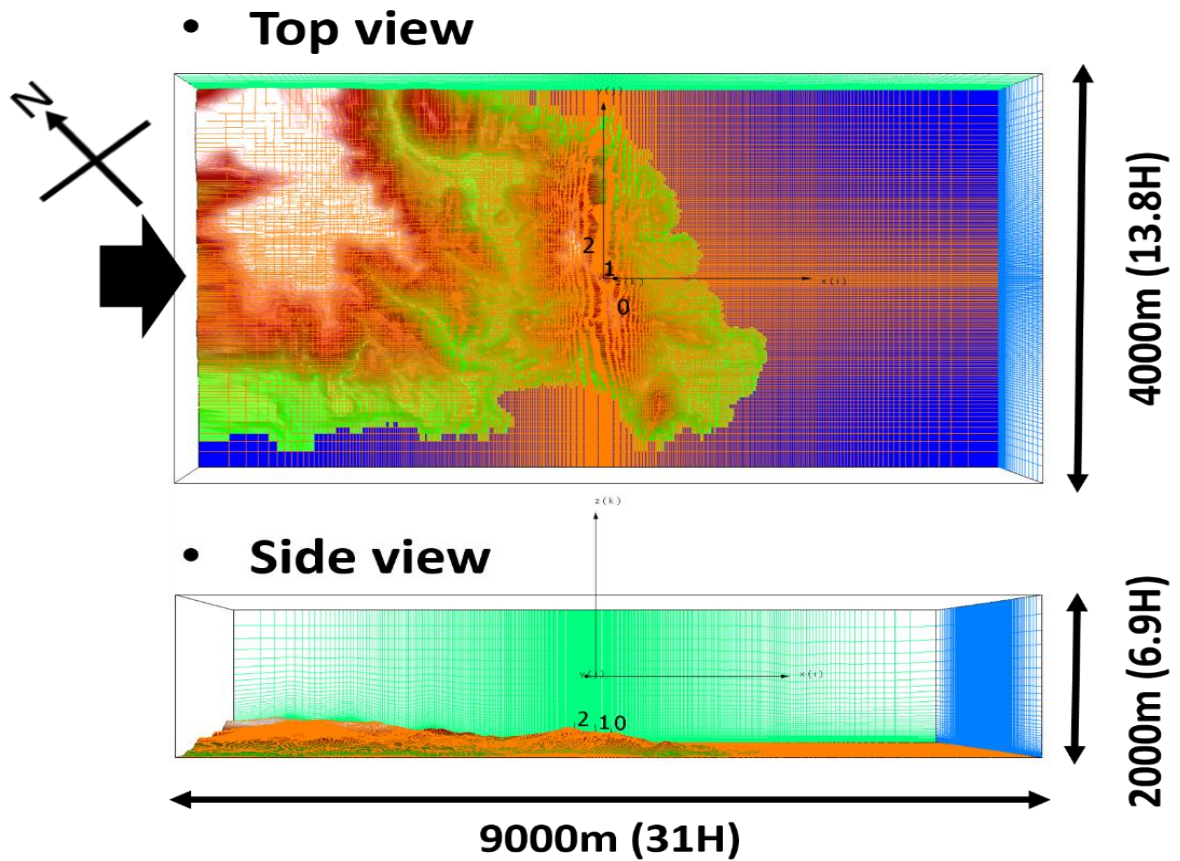 • Top view
N
y(j)
4000m (13.8H)
2
1
z(k)
x(i)
0
z(k)
• Side view
2000m (6.9H)
y(j)
x(i)
2 1 0
9000m (31H)